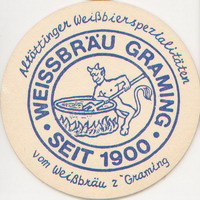 Altöttinger Weißbierspezialitäten
WEISSBRÄU GRAMING
· SEIT 1900 ·
vom Weißbräu z' Graming